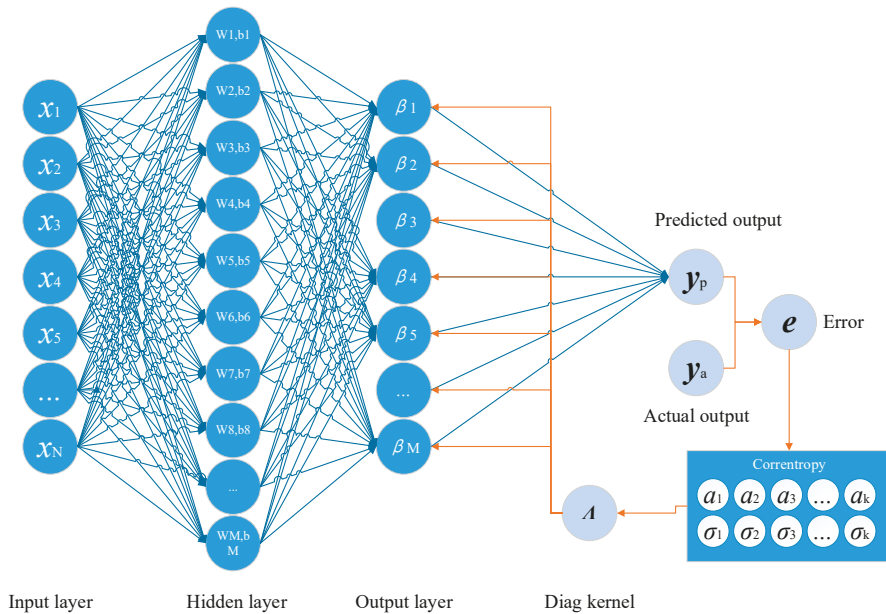 x1
x2
x3
x4
x5
...
xN
W1,b1
W2,b2
W3,b3
W4,b4
W5,b5
W6,b6
W7,b7
W8,b8
...
WM,b
M
β1
β2
β3
β4
β5
...
βM
Predicted output
yp
e Error
ya
Actual output
Correntropy
a1 a2 a3 ... ak
σ1 σ2 σ3 ... σk
Λ
Input layer Hidden layer Output layer Diag kernel